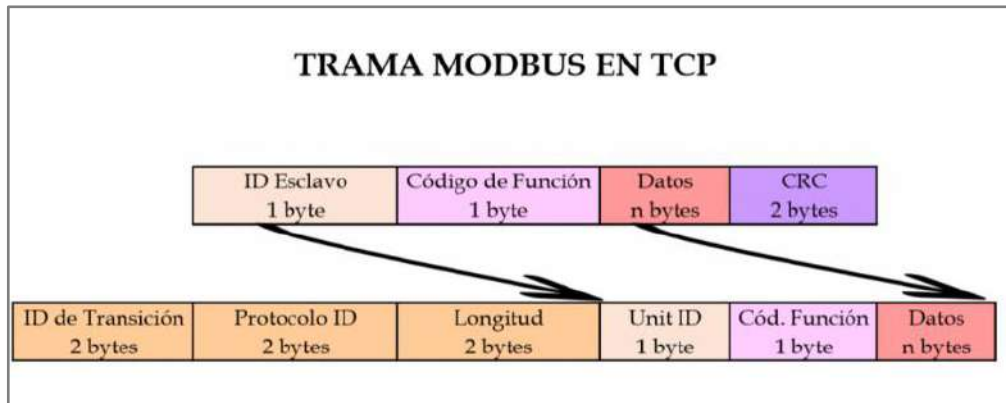 TRAMA MODBUS EN TCP
ID Esclavo Código de Función Datos CRC
1 byte 1 byte n bytes 2 bytes
ID de Transición Protocolo ID Longitud Unit ID Cód. Función Datos
2 bytes 2 bytes 2 bytes 1 byte 1 byte n bytes